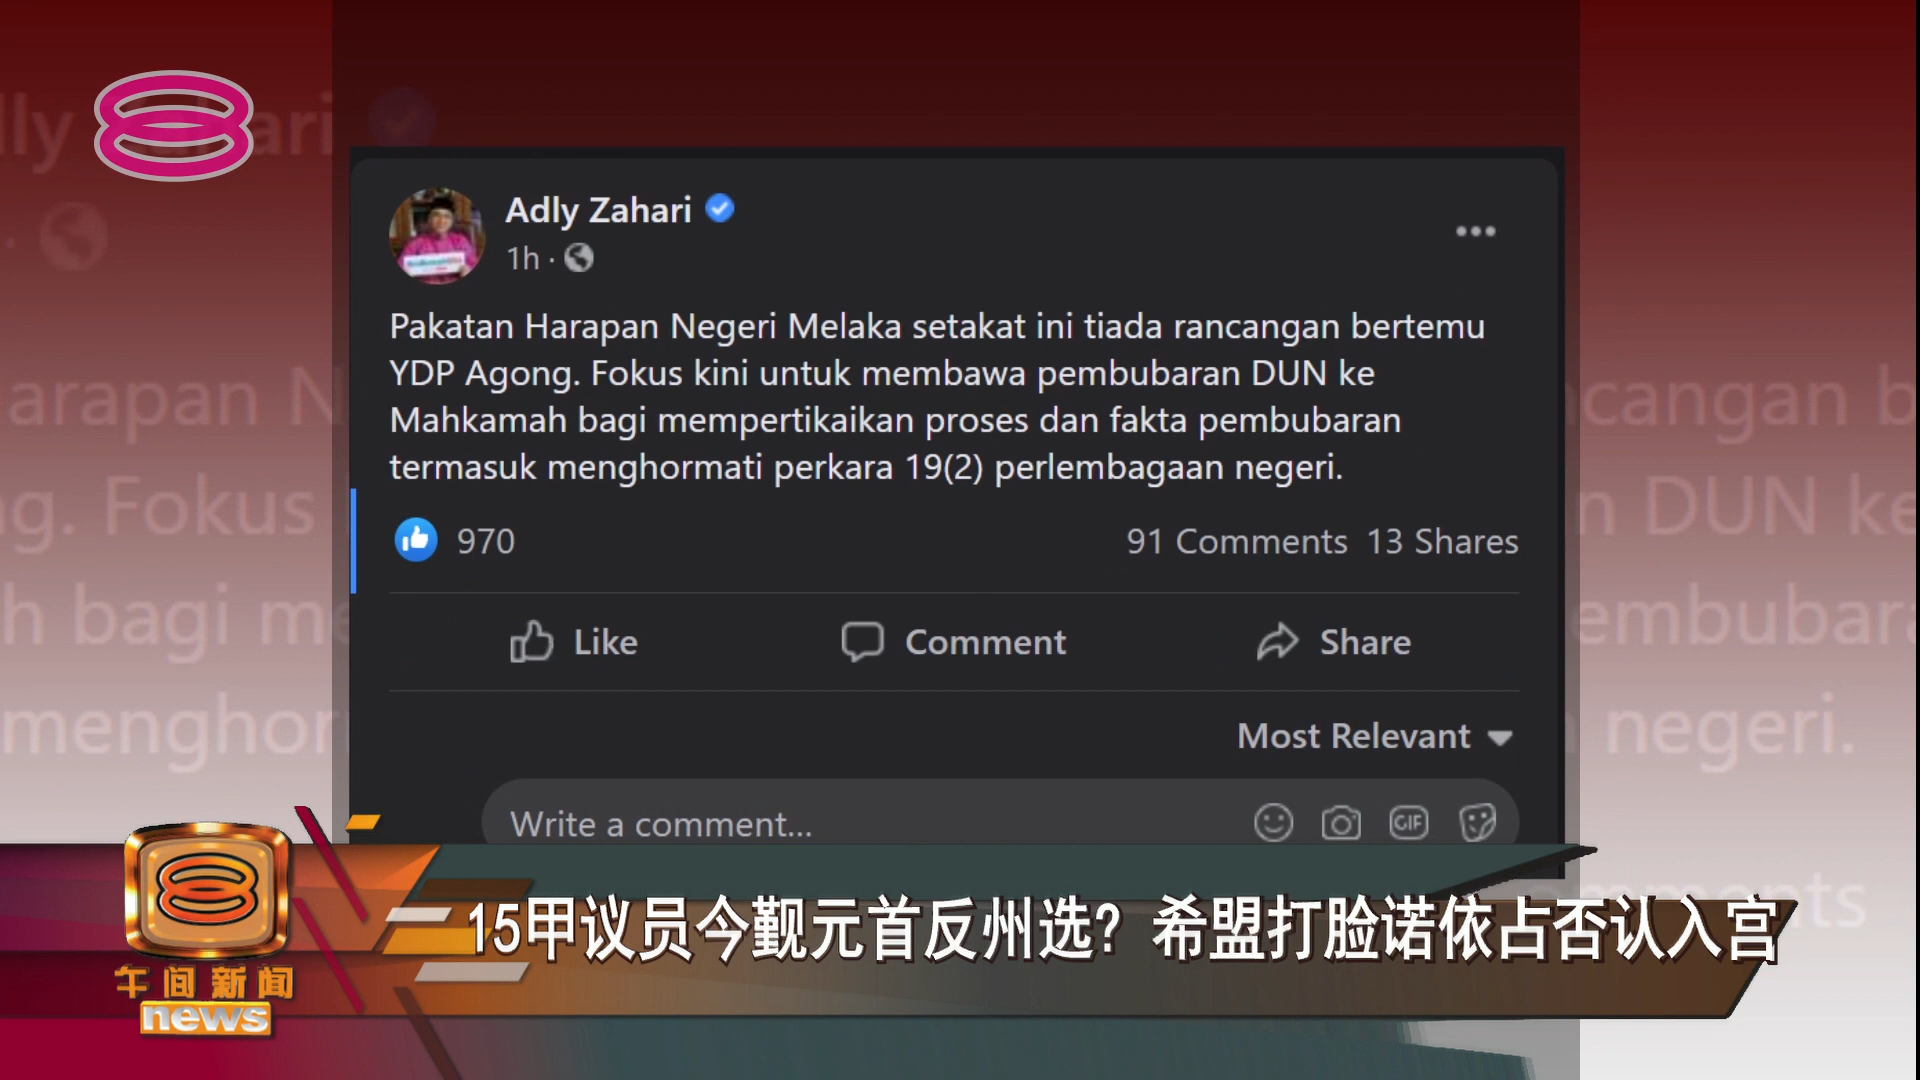 Adly Zahari
1h ·
Pakatan Harapan Negeri Melaka setakat ini tiada rancangan bertemu
YDP Agong. Fokus kini untuk membawa pembubaran DUN ke
Mahkamah bagi mempertikaikan proses dan fakta pembubaran
termasuk menghormati perkara 19(2) perlembagaan negeri.
970
91 Comments 13 Shares
Like Comment Share
Most Relevant
Write a comment...
GIF
15甲议员今觐元首反州选? 希盟打脸诺依占否认入宫
午间新闻
news